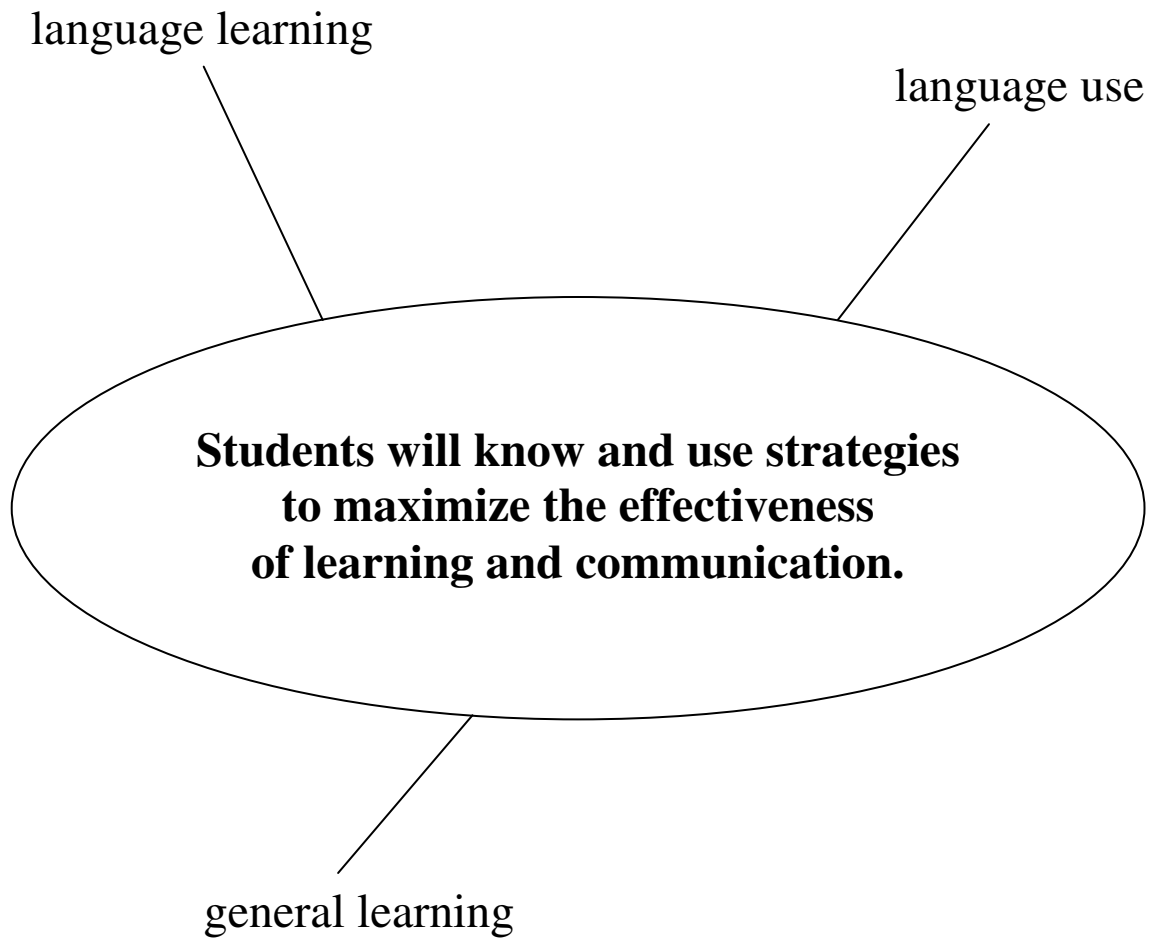 language learning
language use
Students will know and use strategies
to maximize the effectiveness
of learning and communication.
general learning